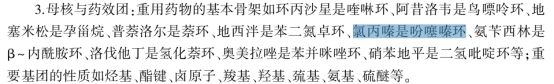 3.母核与药效团：重用药物的基本骨架如环丙沙星是喹啉环、阿昔洛韦是鸟嘌呤环、地
塞米松是孕甾烷、普萘洛尔是萘环、地西泮是苯二氮卓环、氯丙嗪是吩噻嗪环、氨苄西林是
β-内酰胺环、洛伐他丁是氢化萘环、奥美拉唑是苯并咪唑环、硝苯地平是二氢吡啶环等；重
要基团的性质如烃基、酯键、卤原子、羧基、羟基、巯基、氨基、硫醚等。